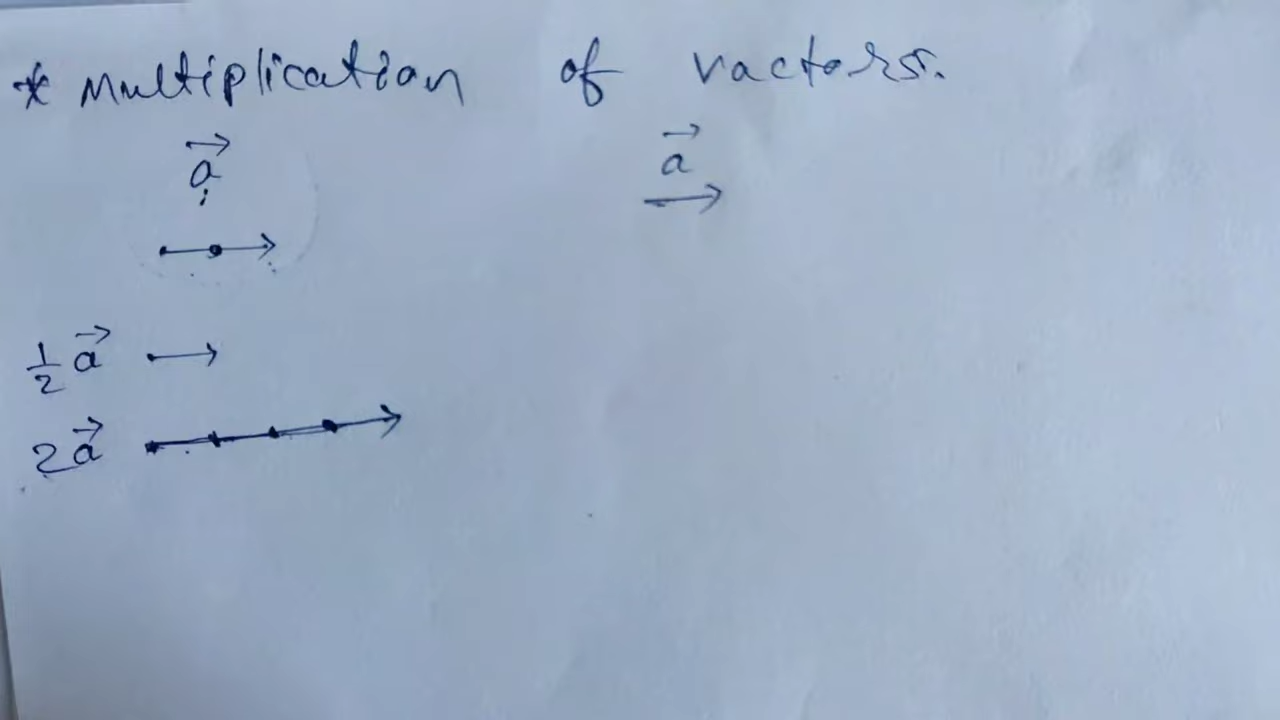 * Multiplication of vactors.
a⃗ a⃗
½ a⃗
2a⃗